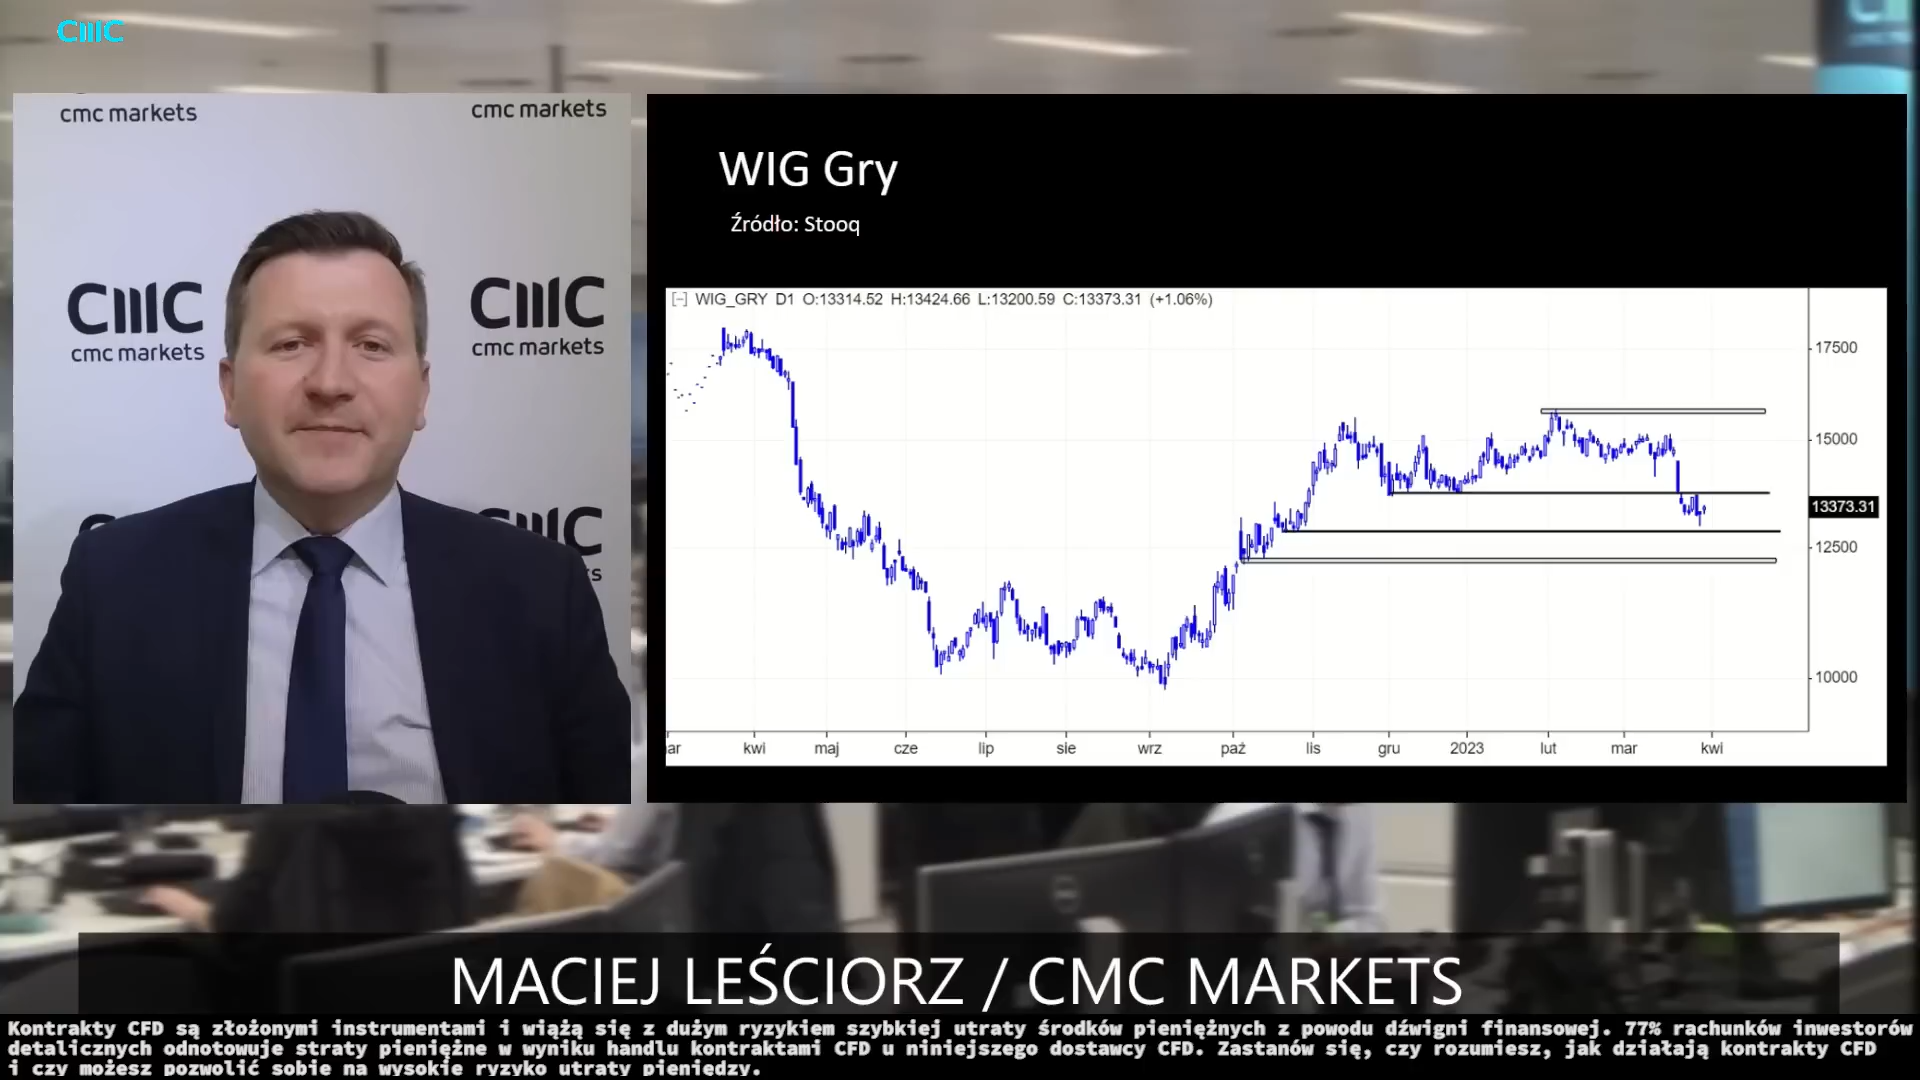 CMC
cmc markets
cmc markets
CMC
cmc markets
CMC
cmc markets
WIG Gry
Źródło: Stooq
[-] WIG_GRY D1 O:13314.52 H:13424.66 L:13200.59 C:13373.31 (+1.06%)
17500
15000
13373.31
12500
10000
ar kwi maj cze lip sie wrz paź lis gru 2023 lut mar kwi
MACIEJ LEŚCIORZ / CMC MARKETS
Kontrakty CFD są złożonymi instrumentami i wiążą się z dużym ryzykiem szybkiej utraty środków pieniężnych z powodu dźwigni finansowej. 77% rachunków inwestorów
detalicznych odnotowuje straty pieniężne w wyniku handlu kontraktami CFD u niniejszego dostawcy CFD. Zastanów się, czy rozumiesz, jak działają kontrakty CFD
i czy możesz pozwolić sobie na wysokie ryzyko utraty pieniędzy.